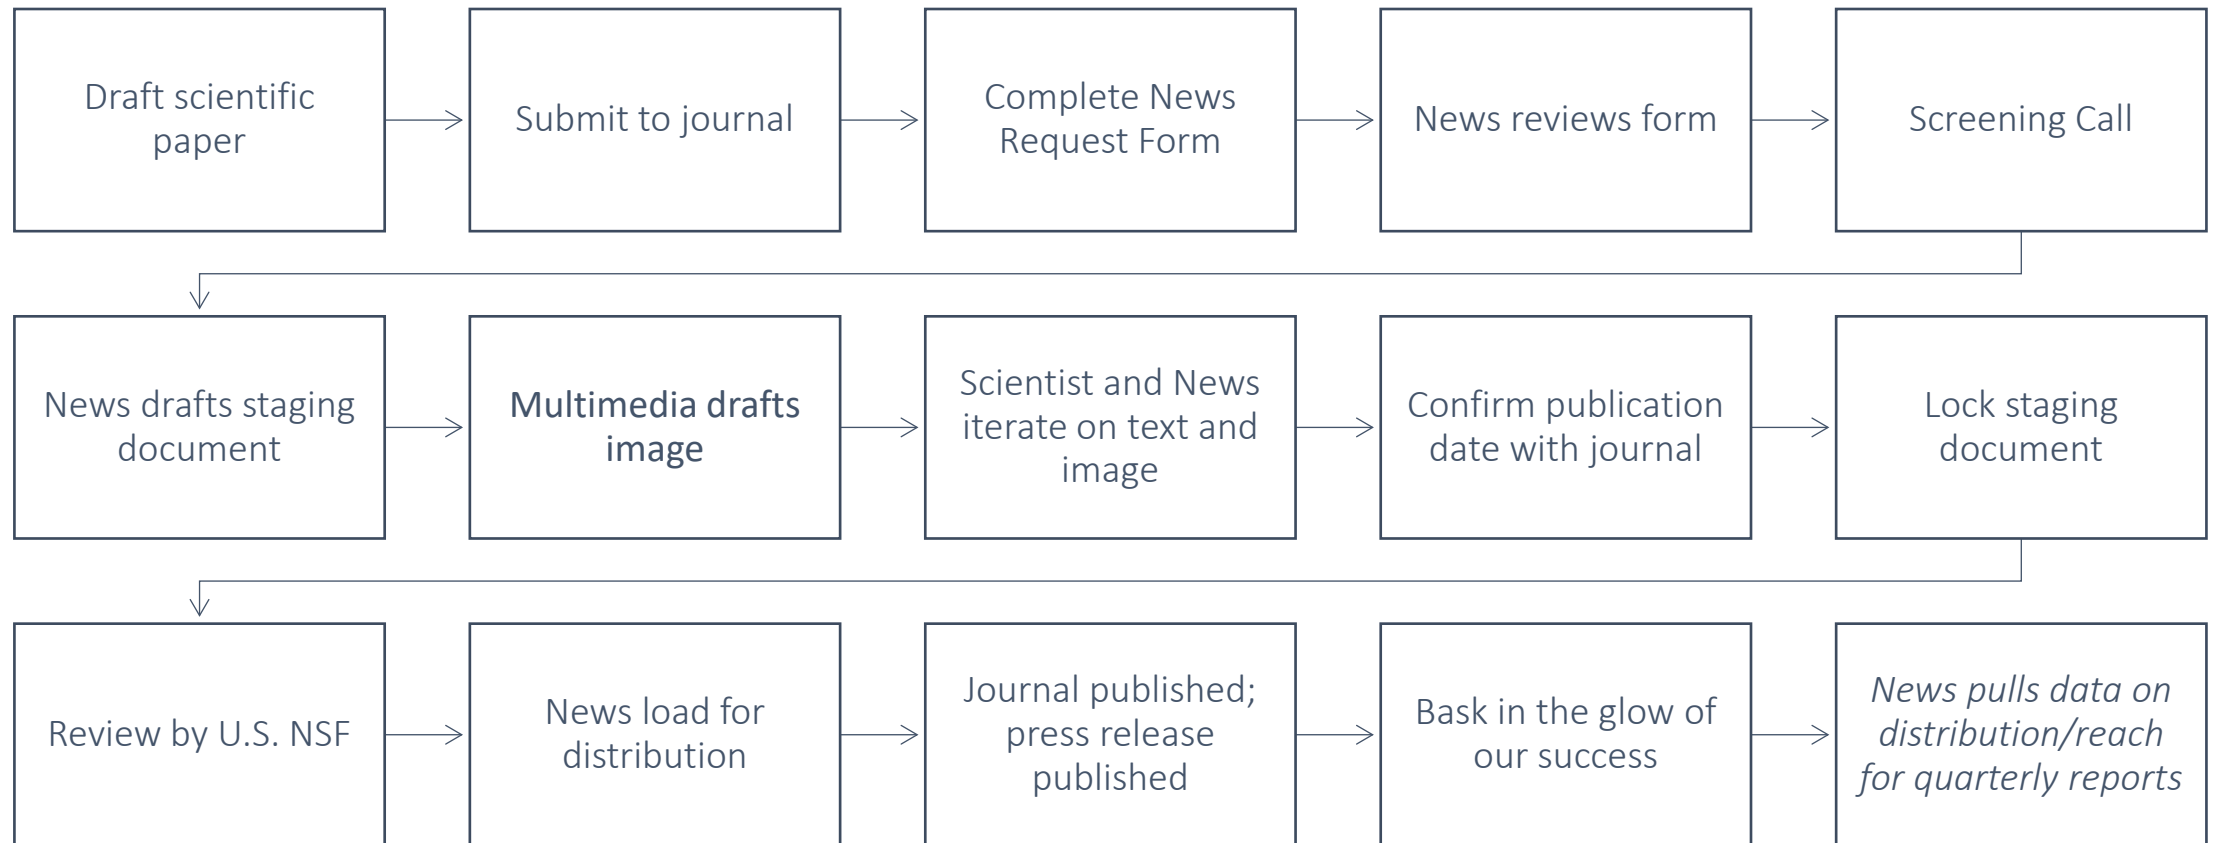 Draft scientific
paper
Submit to journal
Complete News
Request Form
News reviews form
Screening Call
News drafts staging
document
Multimedia drafts
image
Scientist and News
iterate on text and
image
Confirm publication
date with journal
Lock staging
document
Review by U.S. NSF
News load for
distribution
Journal published;
press release
published
Bask in the glow of
our success
News pulls data on
distribution/reach
for quarterly reports